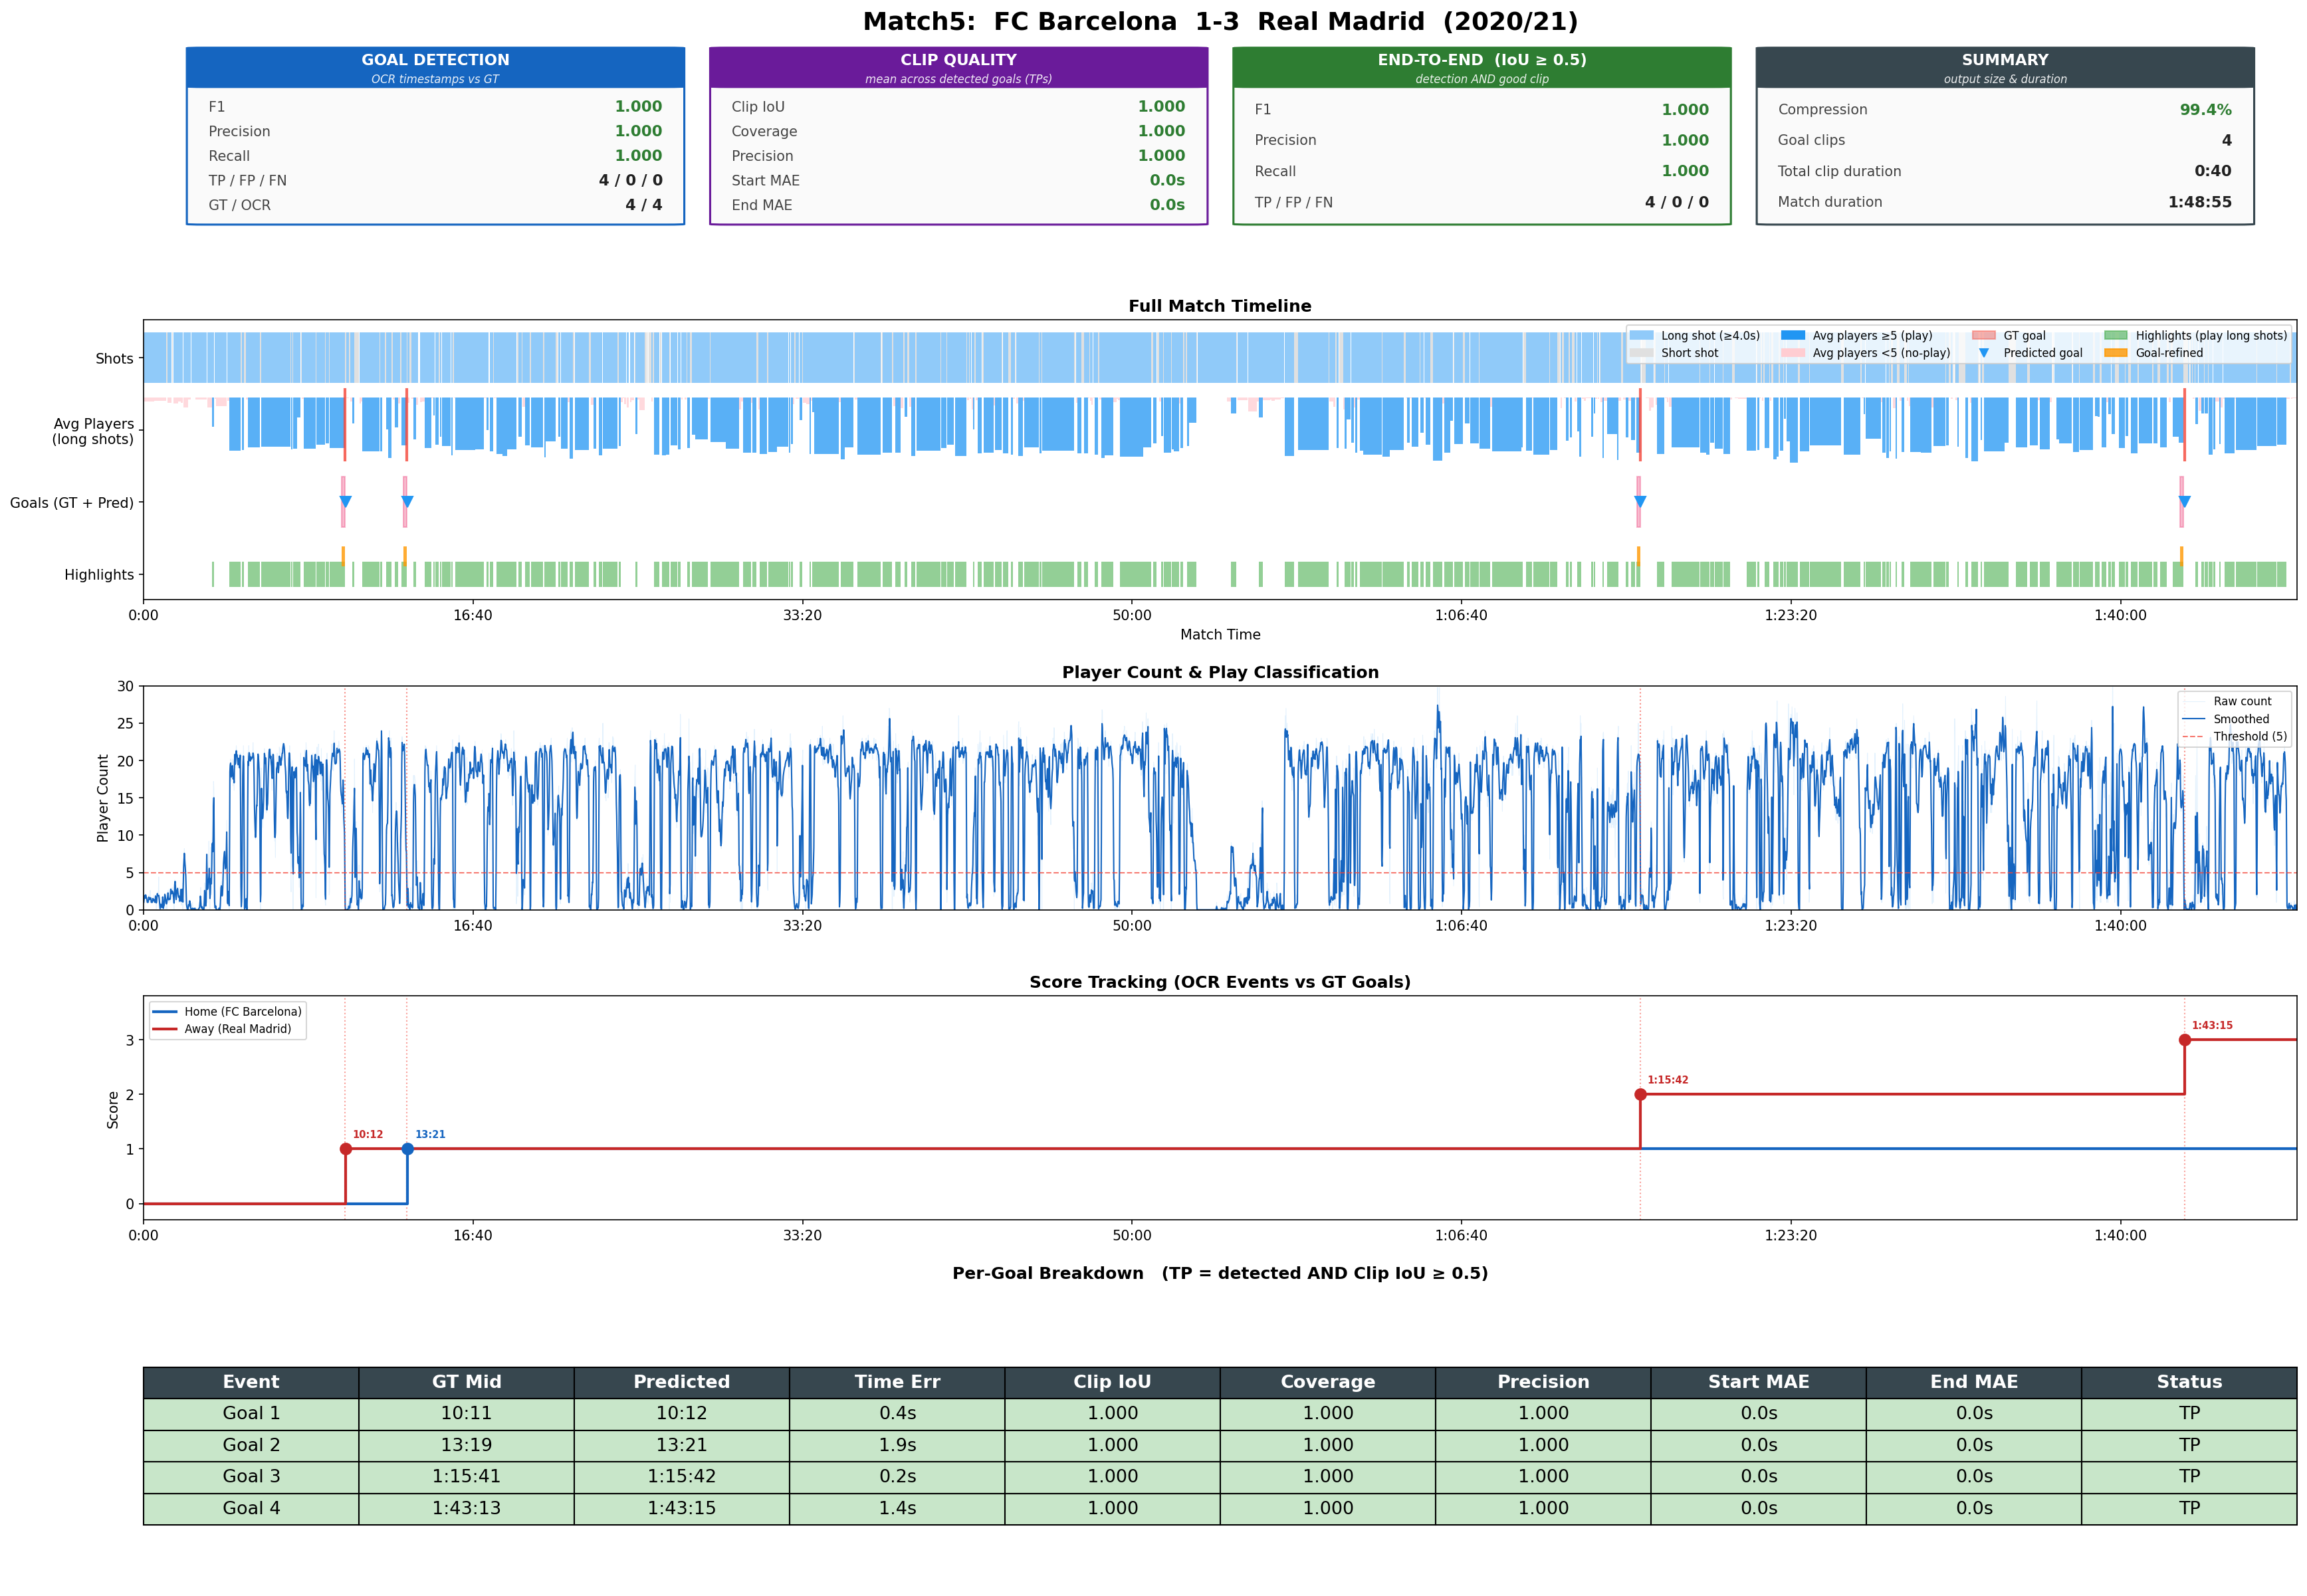 Match5:  FC Barcelona  1-3  Real Madrid  (2020/21)
GOAL DETECTION
OCR timestamps vs GT
F1 1.000
Precision 1.000
Recall 1.000
TP / FP / FN 4 / 0 / 0
GT / OCR 4 / 4
CLIP QUALITY
mean across detected goals (TPs)
Clip IoU 1.000
Coverage 1.000
Precision 1.000
Start MAE 0.0s
End MAE 0.0s
END-TO-END  (IoU ≥ 0.5)
detection AND good clip
F1 1.000
Precision 1.000
Recall 1.000
TP / FP / FN 4 / 0 / 0
SUMMARY
output size & duration
Compression 99.4%
Goal clips 4
Total clip duration 0:40
Match duration 1:48:55
Full Match Timeline
Long shot (≥4.0s) Avg players ≥5 (play) GT goal Highlights (play long shots)
Short shot Avg players <5 (no-play) Predicted goal Goal-refined
Shots
Avg Players
(long shots)
Goals (GT + Pred)
Highlights
0:00 16:40 33:20 50:00 1:06:40 1:23:20 1:40:00
Match Time
Player Count & Play Classification
Raw count
Smoothed
Threshold (5)
Player Count
30
25
20
15
10
5
0
0:00 16:40 33:20 50:00 1:06:40 1:23:20 1:40:00
Score Tracking (OCR Events vs GT Goals)
Home (FC Barcelona)
Away (Real Madrid)
1:43:15
1:15:42
10:12 13:21
Score
3
2
1
0
0:00 16:40 33:20 50:00 1:06:40 1:23:20 1:40:00
Per-Goal Breakdown   (TP = detected AND Clip IoU ≥ 0.5)
Event GT Mid Predicted Time Err Clip IoU Coverage Precision Start MAE End MAE Status
Goal 1 10:11 10:12 0.4s 1.000 1.000 1.000 0.0s 0.0s TP
Goal 2 13:19 13:21 1.9s 1.000 1.000 1.000 0.0s 0.0s TP
Goal 3 1:15:41 1:15:42 0.2s 1.000 1.000 1.000 0.0s 0.0s TP
Goal 4 1:43:13 1:43:15 1.4s 1.000 1.000 1.000 0.0s 0.0s TP